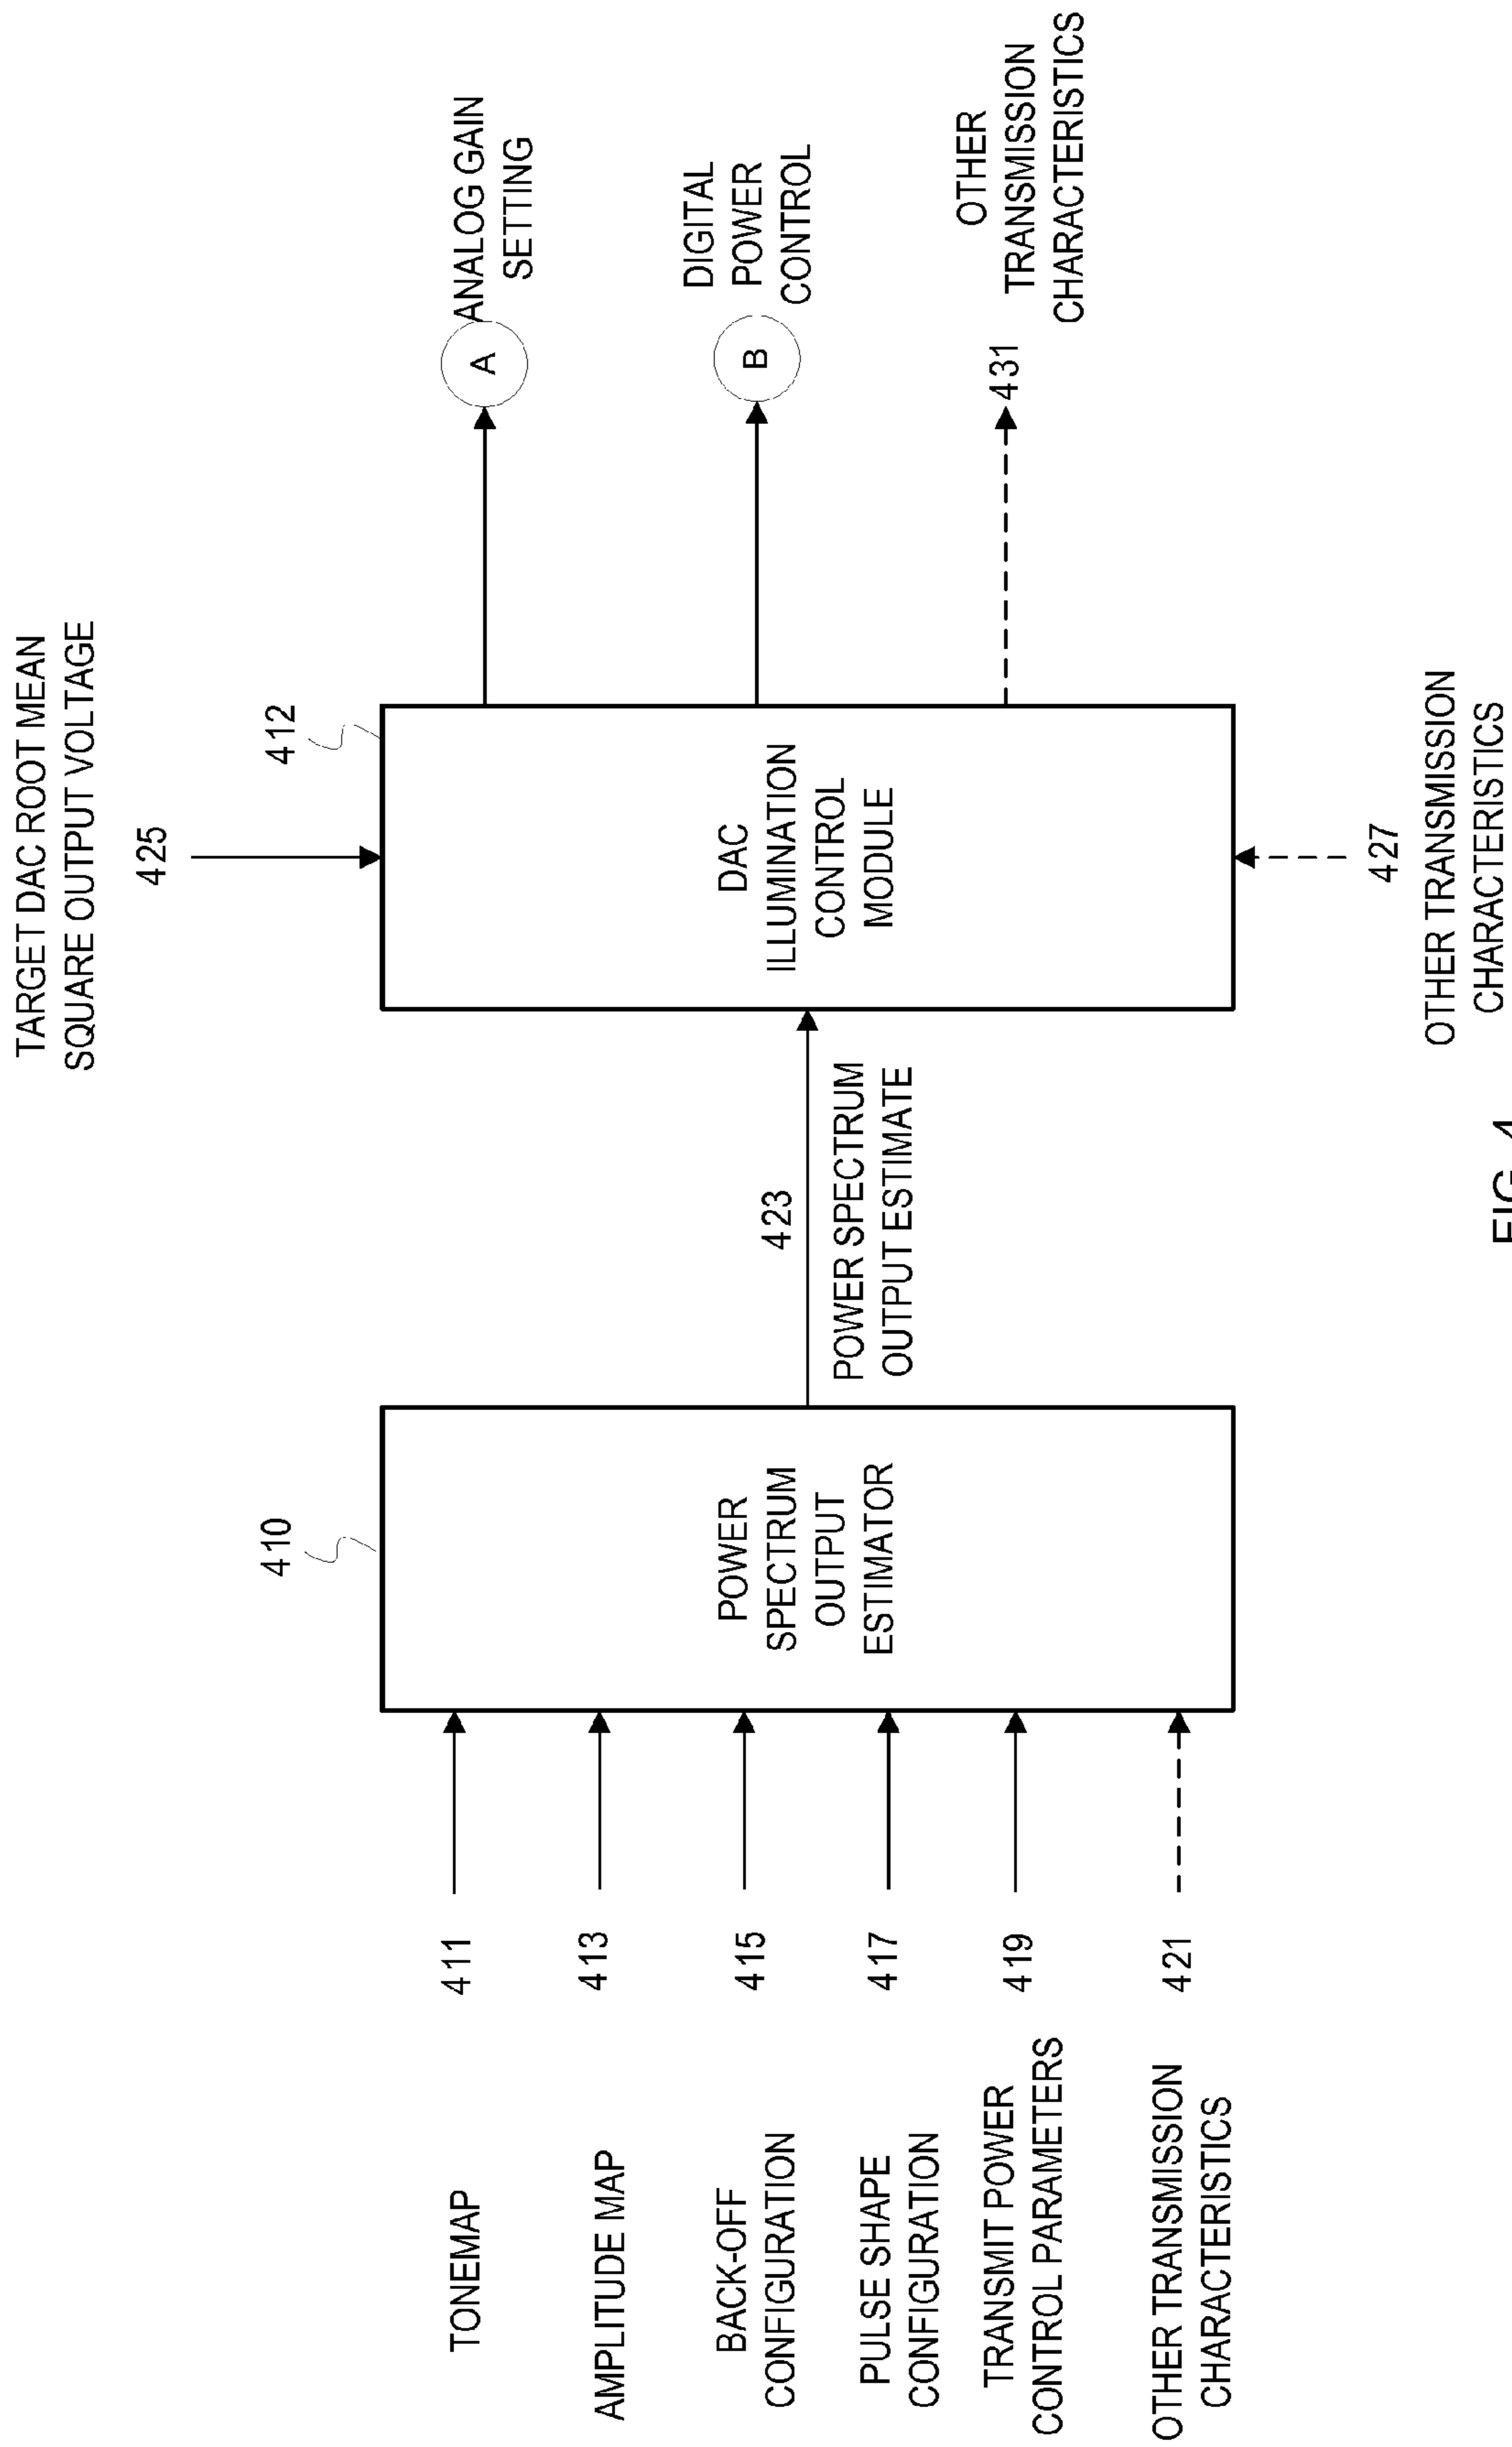 TARGET DAC ROOT MEAN
SQUARE OUTPUT VOLTAGE
425
410
412
TONEMAP
411
AMPLITUDE MAP
413
BACK-OFF
CONFIGURATION
415
PULSE SHAPE
CONFIGURATION
417
TRANSMIT POWER
CONTROL PARAMETERS
419
OTHER TRANSMISSION
CHARACTERISTICS
421
POWER
SPECTRUM
OUTPUT
ESTIMATOR
423
POWER SPECTRUM
OUTPUT ESTIMATE
DAC
ILLUMINATION
CONTROL
MODULE
A
ANALOG GAIN
SETTING
B
DIGITAL
POWER
CONTROL
431
OTHER
TRANSMISSION
CHARACTERISTICS
427
OTHER TRANSMISSION
CHARACTERISTICS
FIG. 4